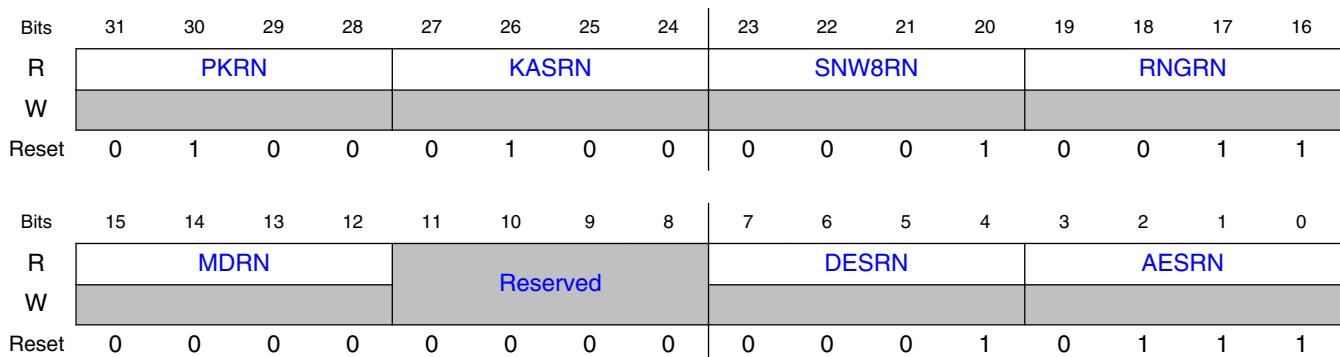 Bits 31 30 29 28 27 26 25 24 23 22 21 20 19 18 17 16
R PKRN KASRN SNW8RN RNGRN
W
Reset 0 1 0 0 0 1 0 0 0 0 0 1 0 0 1 1
Bits 15 14 13 12 11 10 9 8 7 6 5 4 3 2 1 0
R MDRN Reserved DESRN AESRN
W
Reset 0 0 0 0 0 0 0 0 0 0 0 1 0 1 1 1